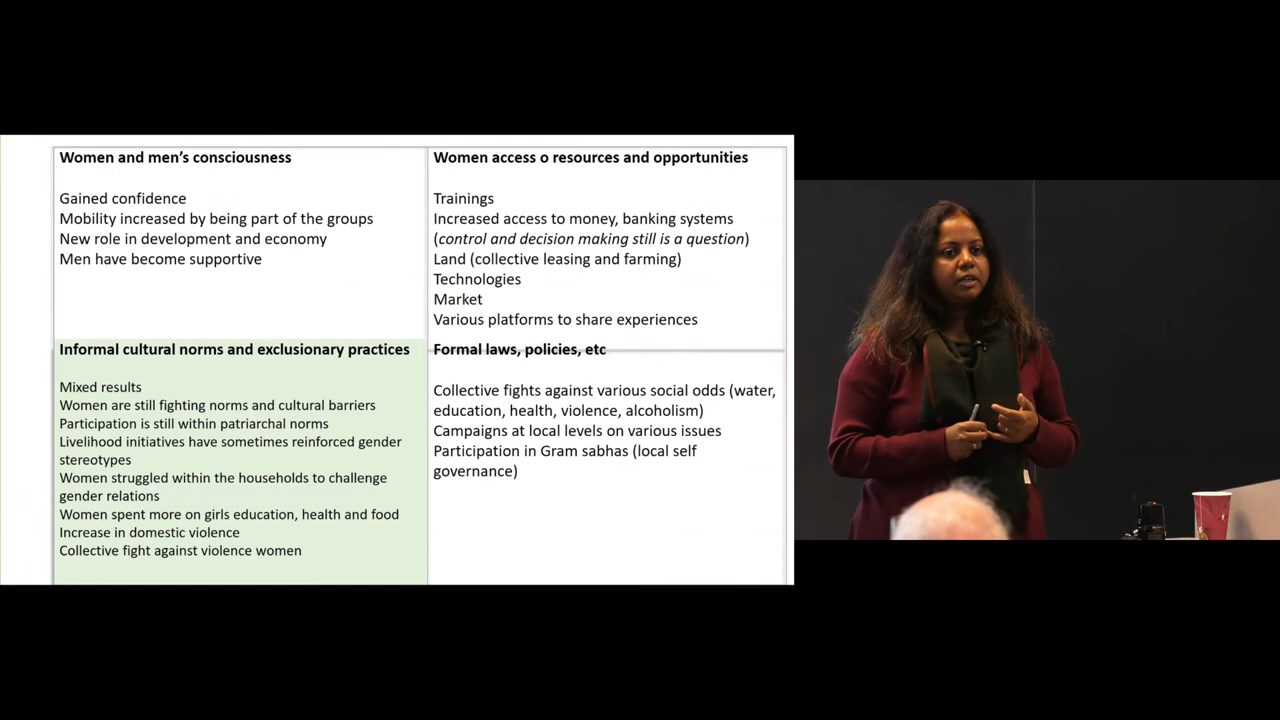 Women and men's consciousness
Gained confidence
Mobility increased by being part of the groups
New role in development and economy
Men have become supportive
Women access o resources and opportunities
Trainings
Increased access to money, banking systems
(control and decision making still is a question)
Land (collective leasing and farming)
Technologies
Market
Various platforms to share experiences
Informal cultural norms and exclusionary practices
Mixed results
Women are still fighting norms and cultural barriers
Participation is still within patriarchal norms
Livelihood initiatives have sometimes reinforced gender
stereotypes
Women struggled within the households to challenge
gender relations
Women spent more on girls education, health and food
Increase in domestic violence
Collective fight against violence women
Formal laws, policies, etc
Collective fights against various social odds (water,
education, health, violence, alcoholism)
Campaigns at local levels on various issues
Participation in Gram sabhas (local self
governance)